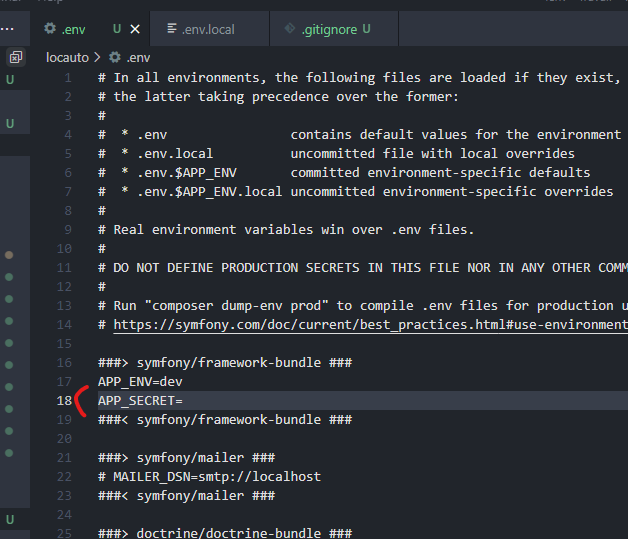 .env U
.env.local
.gitignore U
locauto > .env
U
U
U
1 # In all environments, the following files are loaded if they exist,
2 # the latter taking precedence over the former:
3 #
4 # * .env contains default values for the environment
5 # * .env.local uncommitted file with local overrides
6 # * .env.$APP_ENV committed environment-specific defaults
7 # * .env.$APP_ENV.local uncommitted environment-specific overrides
8 #
9 # Real environment variables win over .env files.
10 #
11 # DO NOT DEFINE PRODUCTION SECRETS IN THIS FILE NOR IN ANY OTHER COMM
12 #
13 # Run "composer dump-env prod" to compile .env files for production u
14 # https://symfony.com/doc/current/best_practices.html#use-environment
15
16 ###> symfony/framework-bundle ###
17 APP_ENV=dev
18 APP_SECRET=
19 ###< symfony/framework-bundle ###
20
21 ###> symfony/mailer ###
22 # MAILER_DSN=smtp://localhost
23 ###< symfony/mailer ###
24
25 ###> doctrine/doctrine-bundle ###